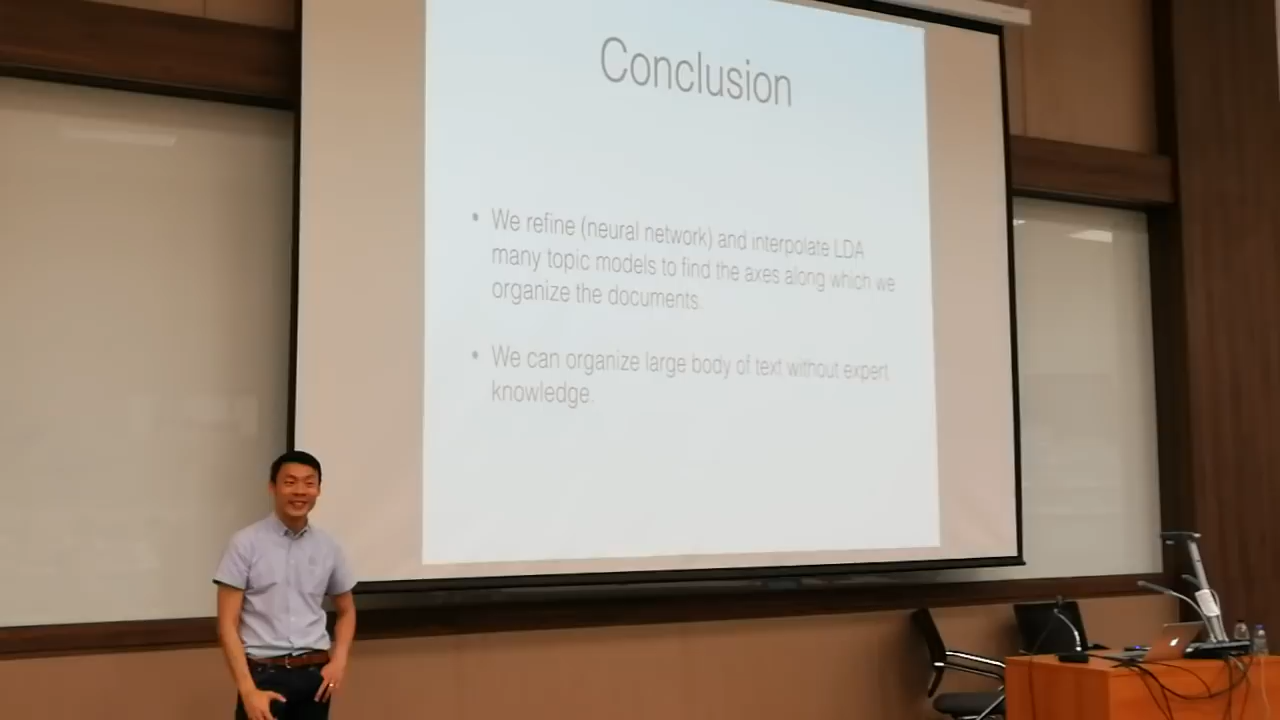 Conclusion
• We refine (neural network) and interpolate LDA
many topic models to find the axes along which we
organize the documents.
• We can organize large body of text without expert
knowledge.